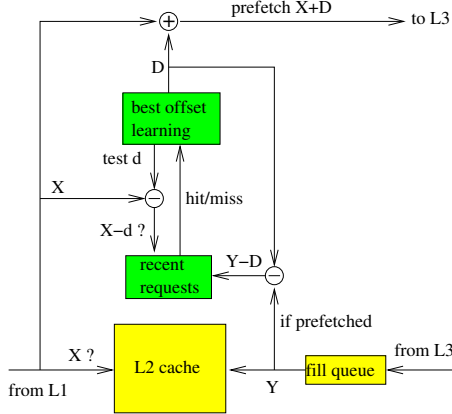 prefetch X+D
+
to L3
D
best offset
learning
test d
X
−
hit/miss
X−d ?
recent
requests
Y−D
−
if prefetched
X ?
L2 cache
from L3
fill queue
from L1
Y